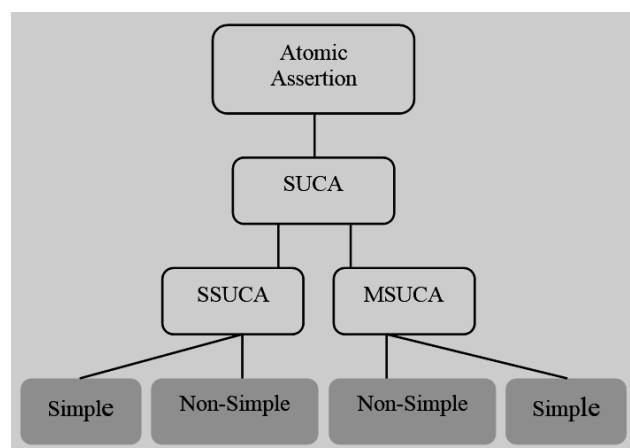 Atomic
Assertion
SUCA
SSUCA
MSUCA
Simple
Non-Simple
Non-Simple
Simple